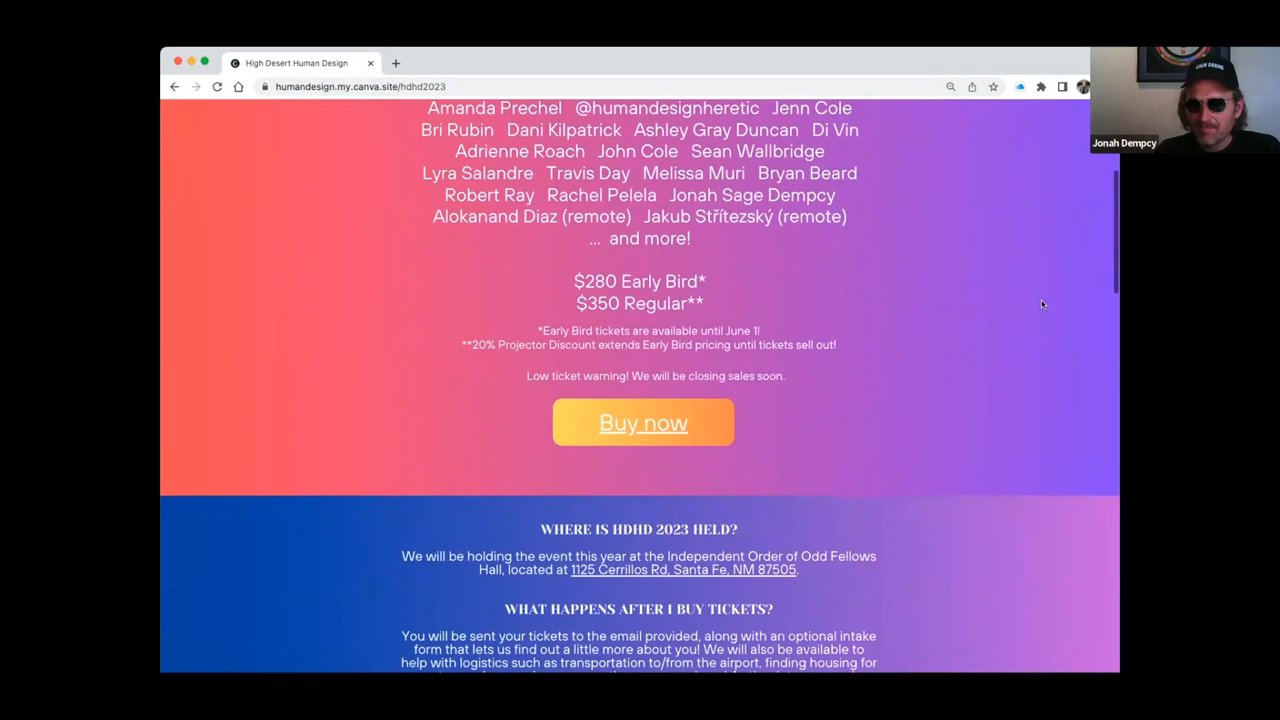 High Desert Human Design
humandesign.my.canva.site/hdhd2023
Jonah Dempcy
Amanda Prechel @humandesignheretic Jenn Cole
Bri Rubin Dani Kilpatrick Ashley Gray Duncan Di Vin
Adrienne Roach John Cole Sean Wallbridge
Lyra Salandre Travis Day Melissa Muri Bryan Beard
Robert Ray Rachel Pelela Jonah Sage Dempcy
Alokanand Diaz (remote) Jakub Střítezský (remote)
... and more!
$280 Early Bird*
$350 Regular**
*Early Bird tickets are available until June 1!
**20% Projector Discount extends Early Bird pricing until tickets sell out!
Low ticket warning! We will be closing sales soon.
Buy now
WHERE IS HDHD 2023 HELD?
We will be holding the event this year at the Independent Order of Odd Fellows
Hall, located at 1125 Cerrillos Rd, Santa Fe, NM 87505.
WHAT HAPPENS AFTER I BUY TICKETS?
You will be sent your tickets to the email provided, along with an optional intake
form that lets us find out a little more about you! We will also be available to
help with logistics such as transportation to/from the airport, finding housing for